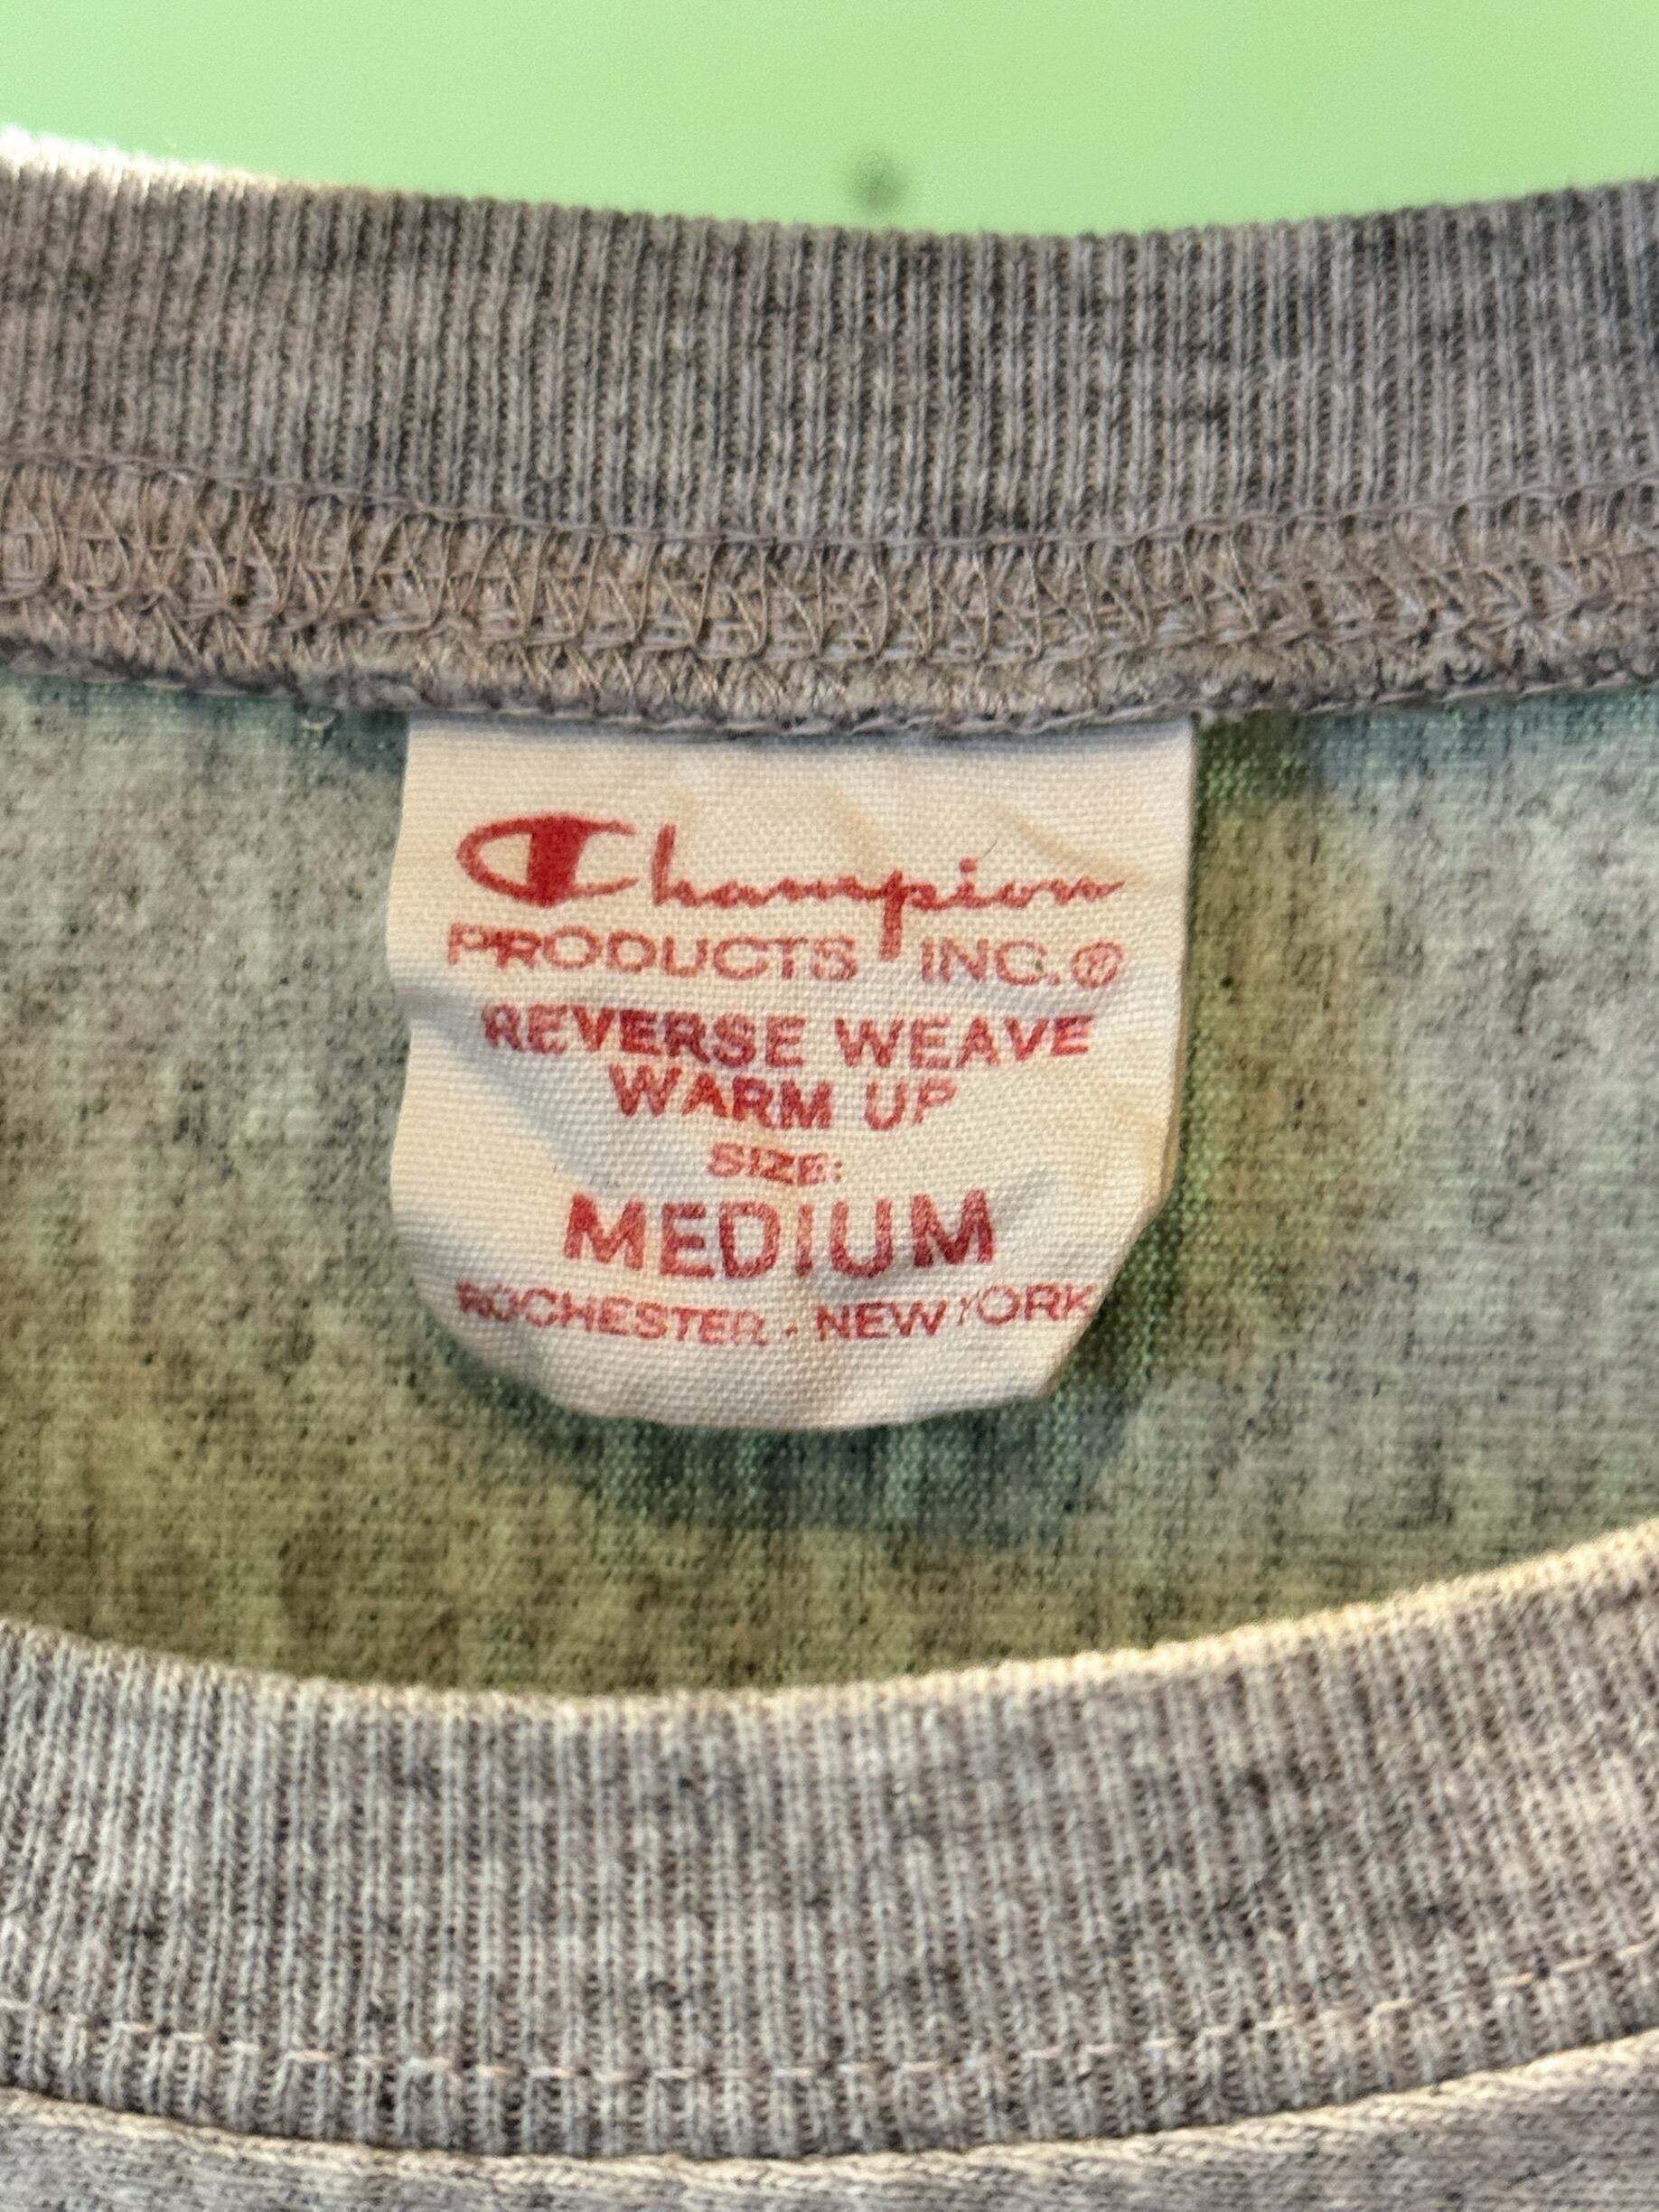 Champion
PRODUCTS INC.®
REVERSE WEAVE
WARM UP
SIZE:
MEDIUM
ROCHESTER - NEW YORK